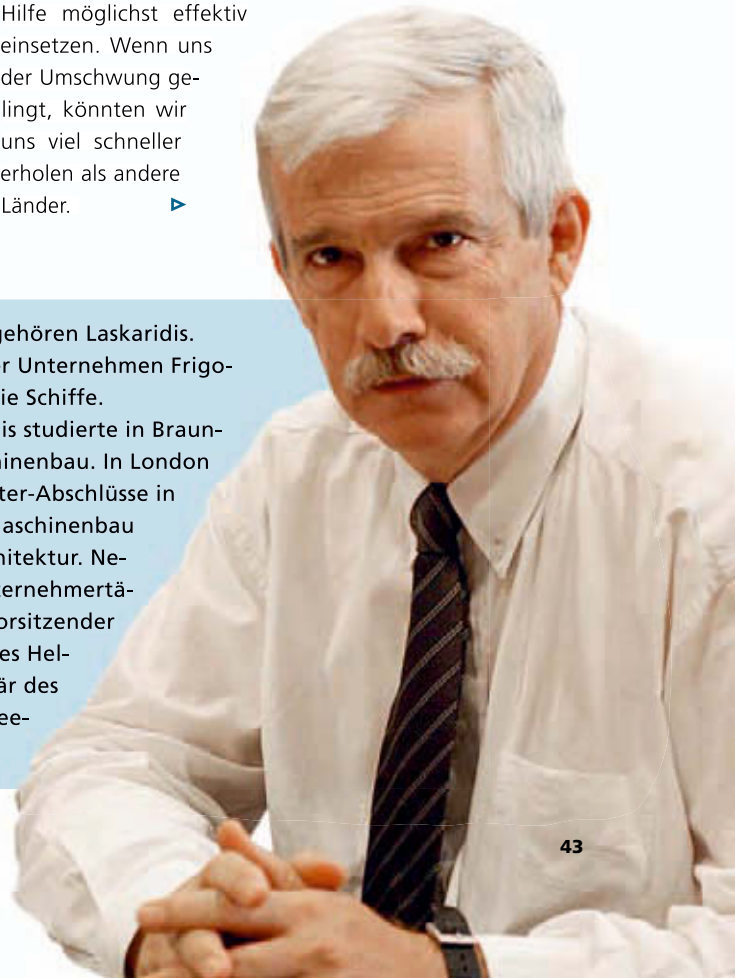 Hilfe möglichst effektiv
einsetzen. Wenn uns
der Umschwung ge-
lingt, könnten wir
uns viel schneller
erholen als andere
Länder.
gehören Laskaridis.
r Unternehmen Frigo-
ie Schiffe.
is studierte in Braun-
inenbau. In London
ter-Abschlüsse in
aschinenbau
hitektur. Ne-
ernehmertä-
orsitzender
es Hel-
är des
ee-
43